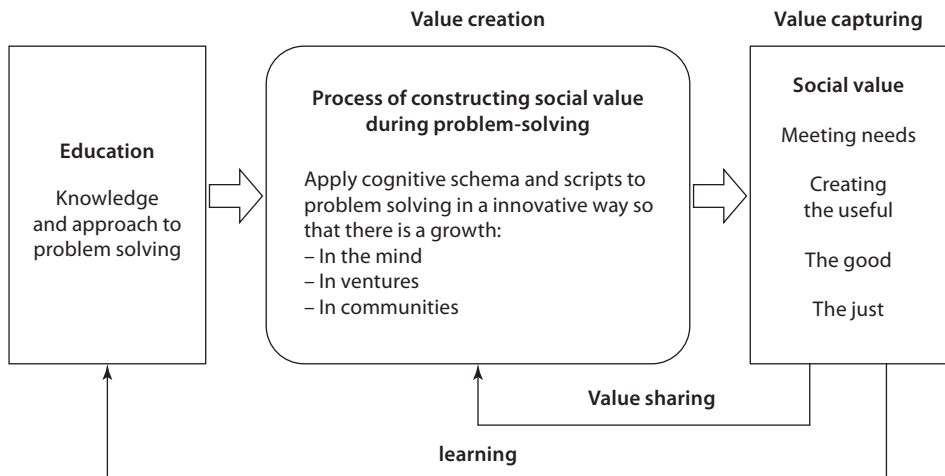 Value creation
Value capturing
Education
Knowledge
and approach to
problem solving
Process of constructing social value
during problem-solving
Apply cognitive schema and scripts to
problem solving in a innovative way so
that there is a growth:
– In the mind
– In ventures
– In communities
Social value
Meeting needs
Creating
the useful
The good
The just
Value sharing
learning